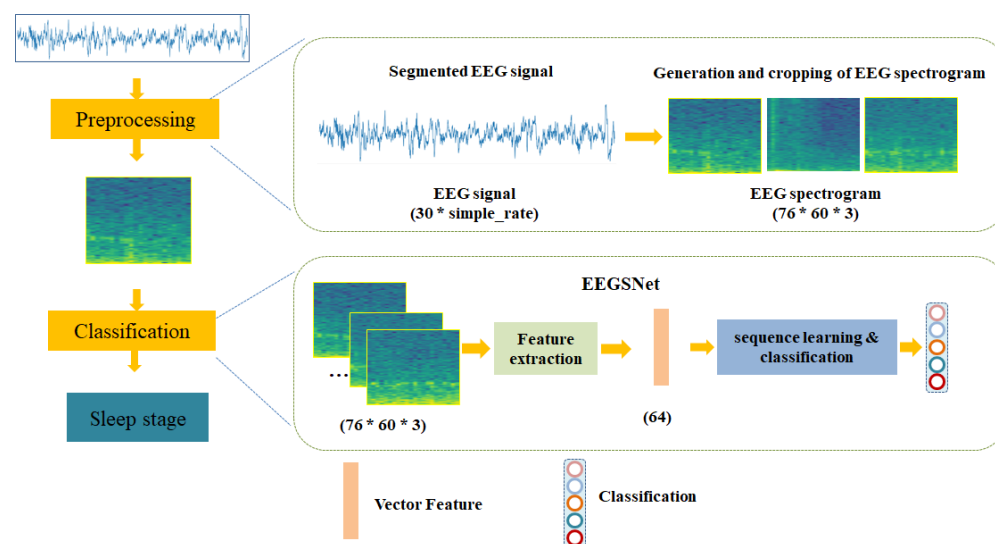 Preprocessing
Segmented EEG signal
Generation and cropping of EEG spectrogram
EEG signal
(30 * simple_rate)
EEG spectrogram
(76 * 60 * 3)
Classification
Sleep stage
EEGSNet
...
(76 * 60 * 3)
Feature
extraction
(64)
sequence learning &
classification
Vector Feature
Classification